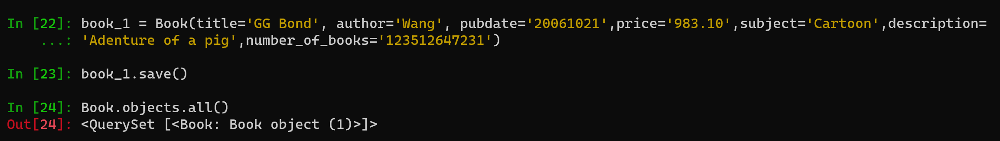 In [22]: book_1 = Book(title='GG Bond', author='Wang', pubdate='20061021',price='983.10',subject='Cartoon',description=
...: 'Adenture of a pig',number_of_books='123512647231')
In [23]: book_1.save()
In [24]: Book.objects.all()
Out[24]: <QuerySet [<Book: Book object (1)>]>